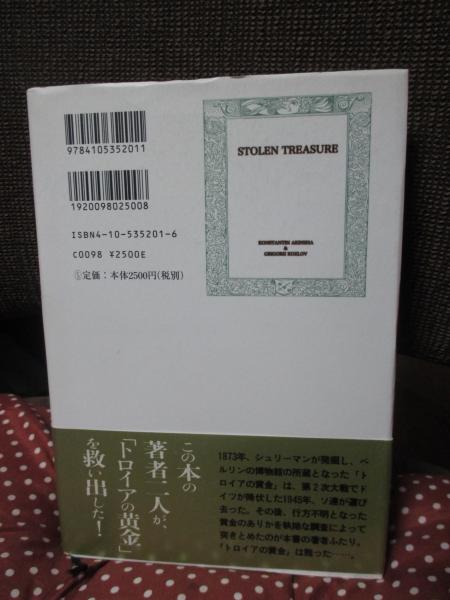 9784105352011
1920098025008
ISBN4-10-535201-6
C0098 ¥2500E
定価：本体2500円(税別)
STOLEN TREASURE
KONSTANTIN AKINSHA
&
GRIGORII KOZLOV
この本の
著者二人が、
「トロイアの黄金」
を救い出した！
1873年、シュリーマンが発掘し、ベ
ルリンの博物館の所蔵となった「ト
ロイアの黄金」は、第2次大戦でド
イツが降伏した1945年、ソ連が運び
去った。その後、行方不明となった
黄金のありかを執拗な調査によって
突きとめたのが本書の著者ふたり。
「トロイアの黄金」は甦った……。